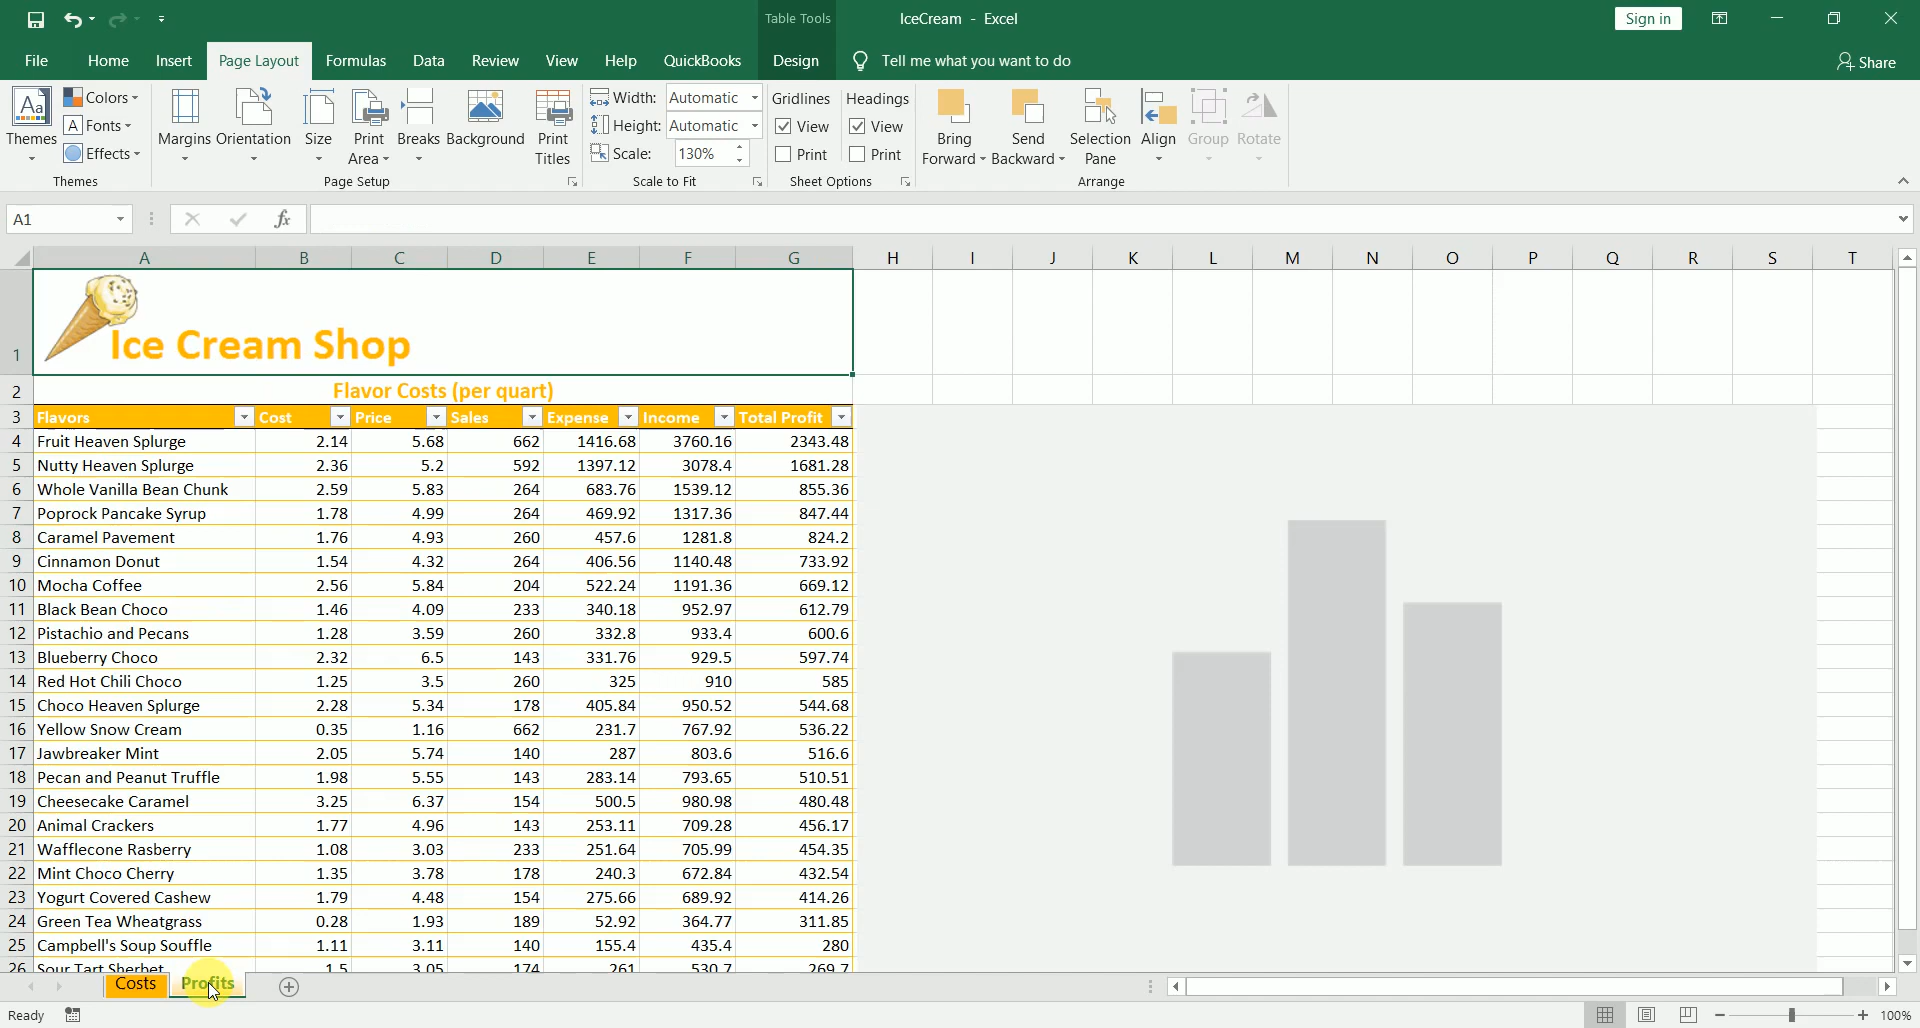 Table Tools
IceCream - Excel
Sign in
File Home Insert Page Layout Formulas Data Review View Help QuickBooks Design Tell me what you want to do Share
Themes Colors Fonts Effects
Themes
Margins Orientation Size Print Area Breaks Background Print Titles
Page Setup
Width: Automatic
Height: Automatic
Scale: 130%
Scale to Fit
Gridlines Headings
View View
Print Print
Sheet Options
Bring Forward Send Backward Selection Pane Align Group Rotate
Arrange
A1 fx
A B C D E F G H I J K L M N O P Q R S T
1 Ice Cream Shop
2 Flavor Costs (per quart)
3 Flavors Cost Price Sales Expense Income Total Profit
4 Fruit Heaven Splurge 2.14 5.68 662 1416.68 3760.16 2343.48
5 Nutty Heaven Splurge 2.36 5.2 592 1397.12 3078.4 1681.28
6 Whole Vanilla Bean Chunk 2.59 5.83 264 683.76 1539.12 855.36
7 Poprock Pancake Syrup 1.78 4.99 264 469.92 1317.36 847.44
8 Caramel Pavement 1.76 4.93 260 457.6 1281.8 824.2
9 Cinnamon Donut 1.54 4.32 264 406.56 1140.48 733.92
10 Mocha Coffee 2.56 5.84 204 522.24 1191.36 669.12
11 Black Bean Choco 1.46 4.09 233 340.18 952.97 612.79
12 Pistachio and Pecans 1.28 3.59 260 332.8 933.4 600.6
13 Blueberry Choco 2.32 6.5 143 331.76 929.5 597.74
14 Red Hot Chili Choco 1.25 3.5 260 325 910 585
15 Choco Heaven Splurge 2.28 5.34 178 405.84 950.52 544.68
16 Yellow Snow Cream 0.35 1.16 662 231.7 767.92 536.22
17 Jawbreaker Mint 2.05 5.74 140 287 803.6 516.6
18 Pecan and Peanut Truffle 1.98 5.55 143 283.14 793.65 510.51
19 Cheesecake Caramel 3.25 6.37 154 500.5 980.98 480.48
20 Animal Crackers 1.77 4.96 143 253.11 709.28 456.17
21 Wafflecone Rasberry 1.08 3.03 233 251.64 705.99 454.35
22 Mint Choco Cherry 1.35 3.78 178 240.3 672.84 432.54
23 Yogurt Covered Cashew 1.79 4.48 154 275.66 689.92 414.26
24 Green Tea Wheatgrass 0.28 1.93 189 52.92 364.77 311.85
25 Campbell's Soup Souffle 1.11 3.11 140 155.4 435.4 280
26 Sour Tart Sherbet 1.5 3.05 174 261 530.7 269.7
Costs Profits
Ready 100%